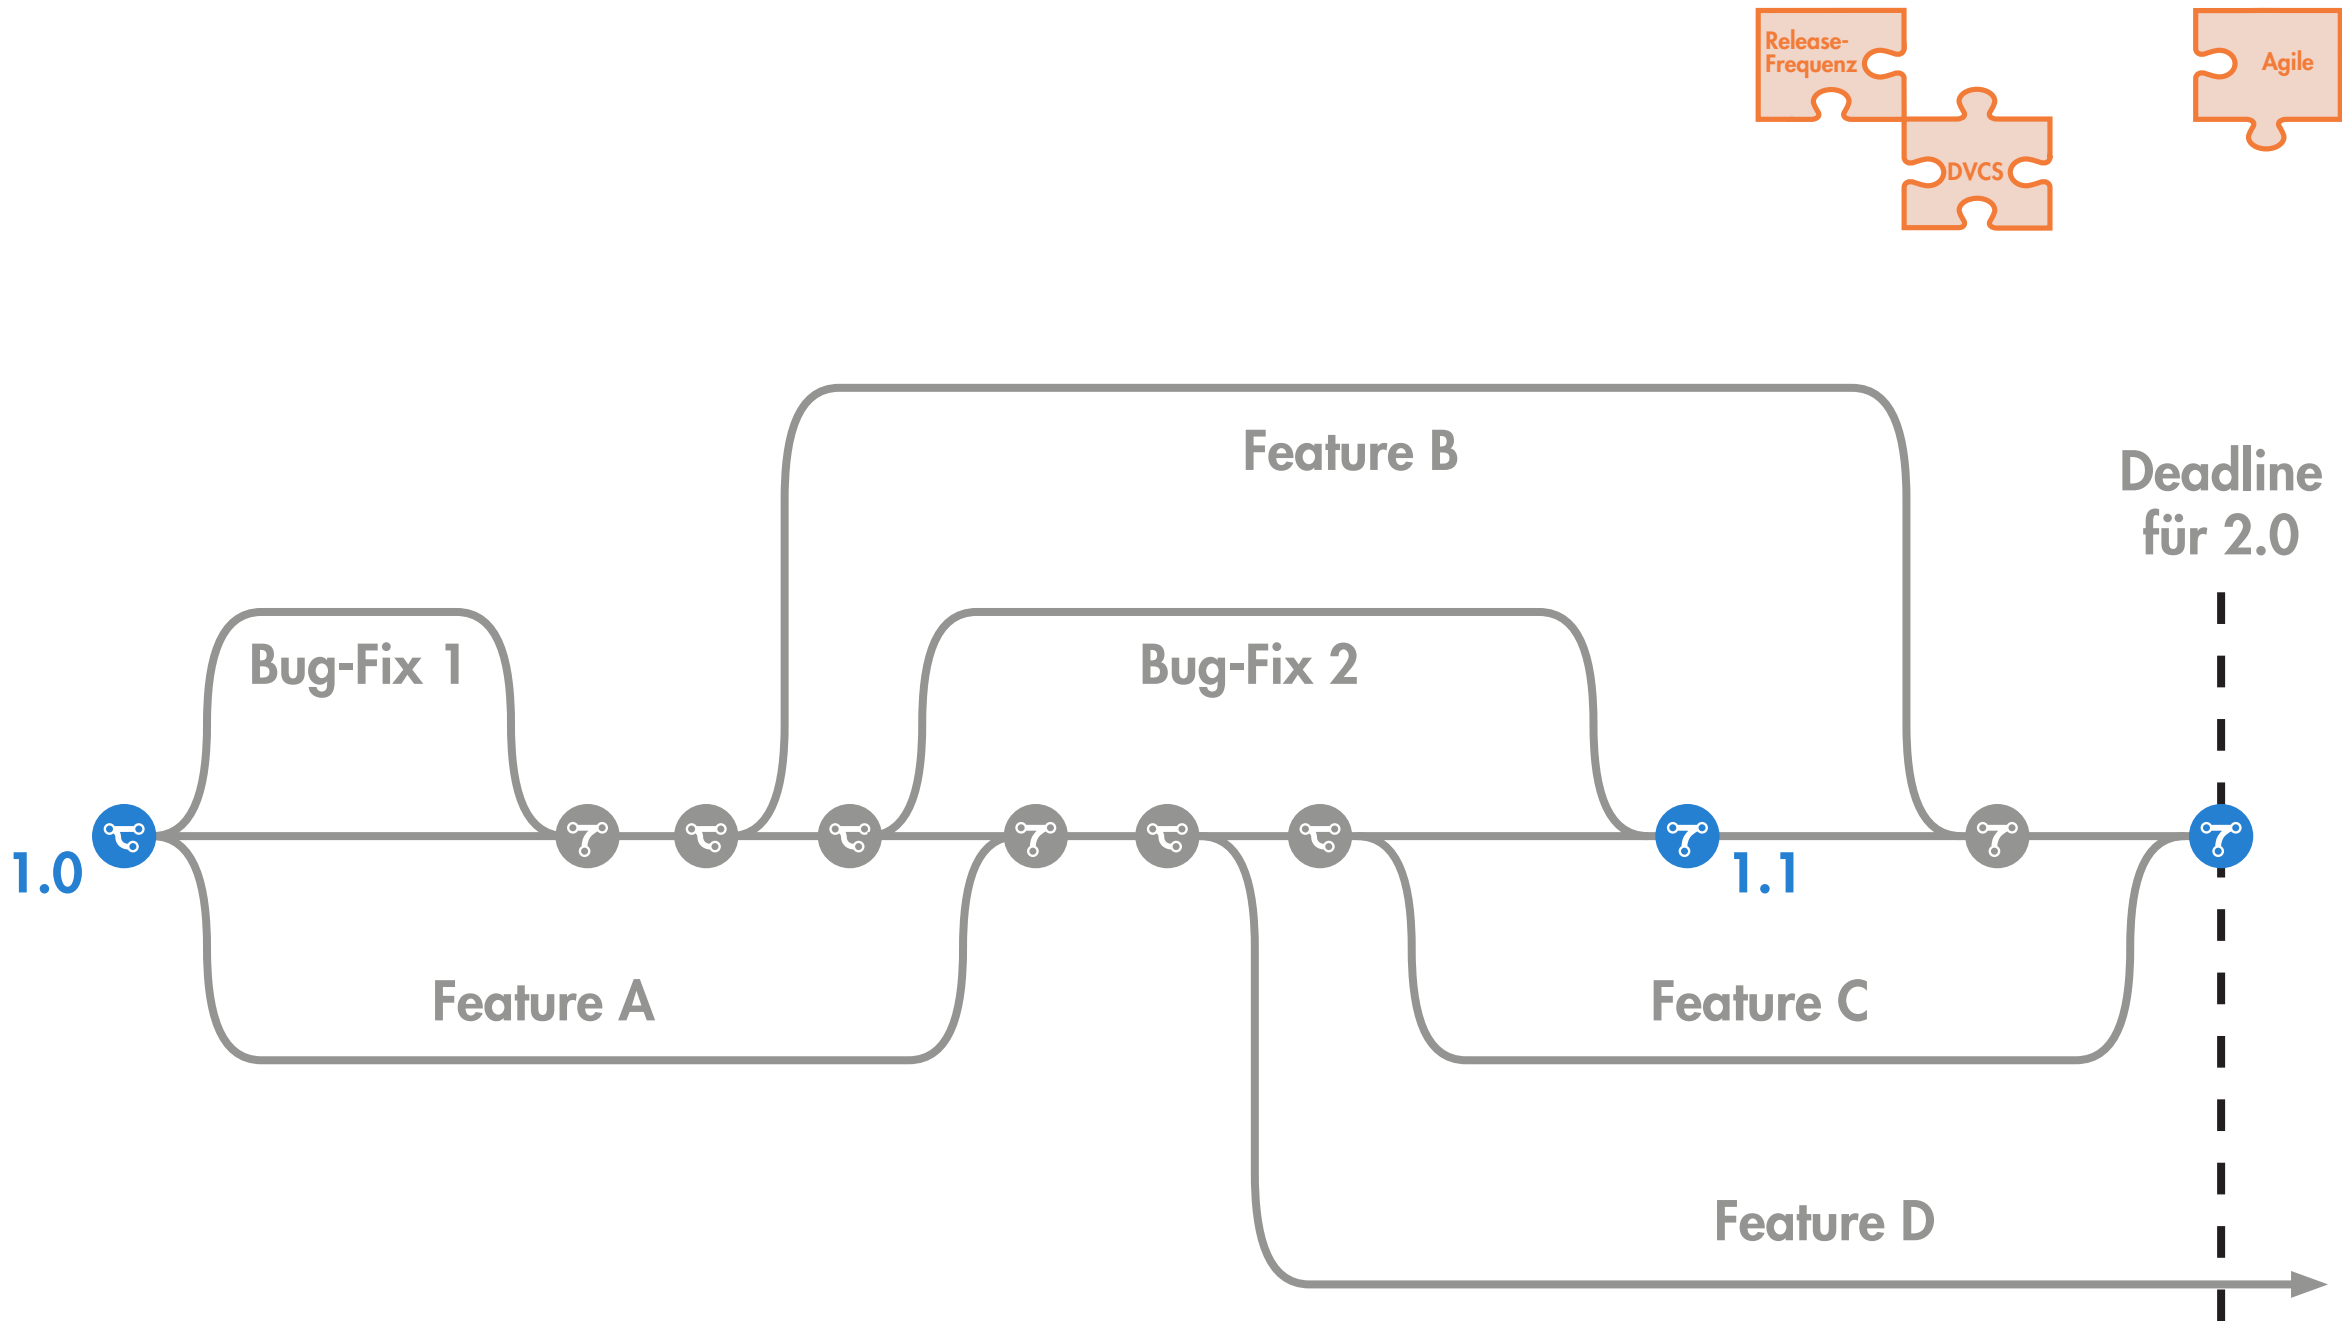 Release-
Frequenz
Agile
DVCS
Feature B
Deadline
für 2.0
Bug-Fix 1
Bug-Fix 2
1.0
1.1
Feature A
Feature C
Feature D